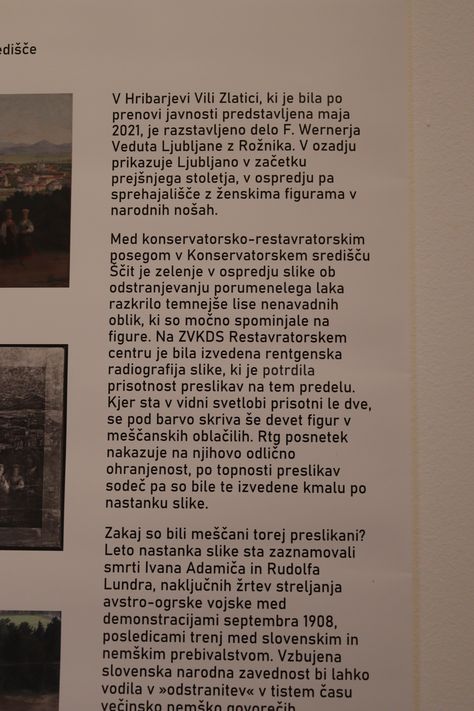 edišče
V Hribarjevi Vili Zlatici, ki je bila po
prenovi javnosti predstavljena maja
2021, je razstavljeno delo F. Wernerja
Veduta Ljubljane z Rožnika. V ozadju
prikazuje Ljubljano v začetku
prejšnjega stoletja, v ospredju pa
sprehajališče z ženskima figurama v
narodnih nošah.
Med konservatorsko-restavratorskim
posegom v Konservatorskem središču
Ščit je zelenje v ospredju slike ob
odstranjevanju porumenelega laka
razkrilo temnejše lise nenavadnih
oblik, ki so močno spominjale na
figure. Na ZVKDS Restavratorskem
centru je bila izvedena rentgenska
radiografija slike, ki je potrdila
prisotnost preslikav na tem predelu.
Kjer sta v vidni svetlobi prisotni le dve,
se pod barvo skriva še devet figur v
meščanskih oblačilih. Rtg posnetek
nakazuje na njihovo odlično
ohranjenost, po topnosti preslikav
sodeč pa so bile te izvedene kmalu po
nastanku slike.
Zakaj so bili meščani torej preslikani?
Leto nastanka slike sta zaznamovali
smrti Ivana Adamiča in Rudolfa
Lundra, naključnih žrtev streljanja
avstro-ogrske vojske med
demonstracijami septembra 1908,
posledicami trenj med slovenskim in
nemškim prebivalstvom. Vzbujena
slovenska narodna zavednost bi lahko
vodila v »odstranitev« v tistem času
večinsko nemško govorečih